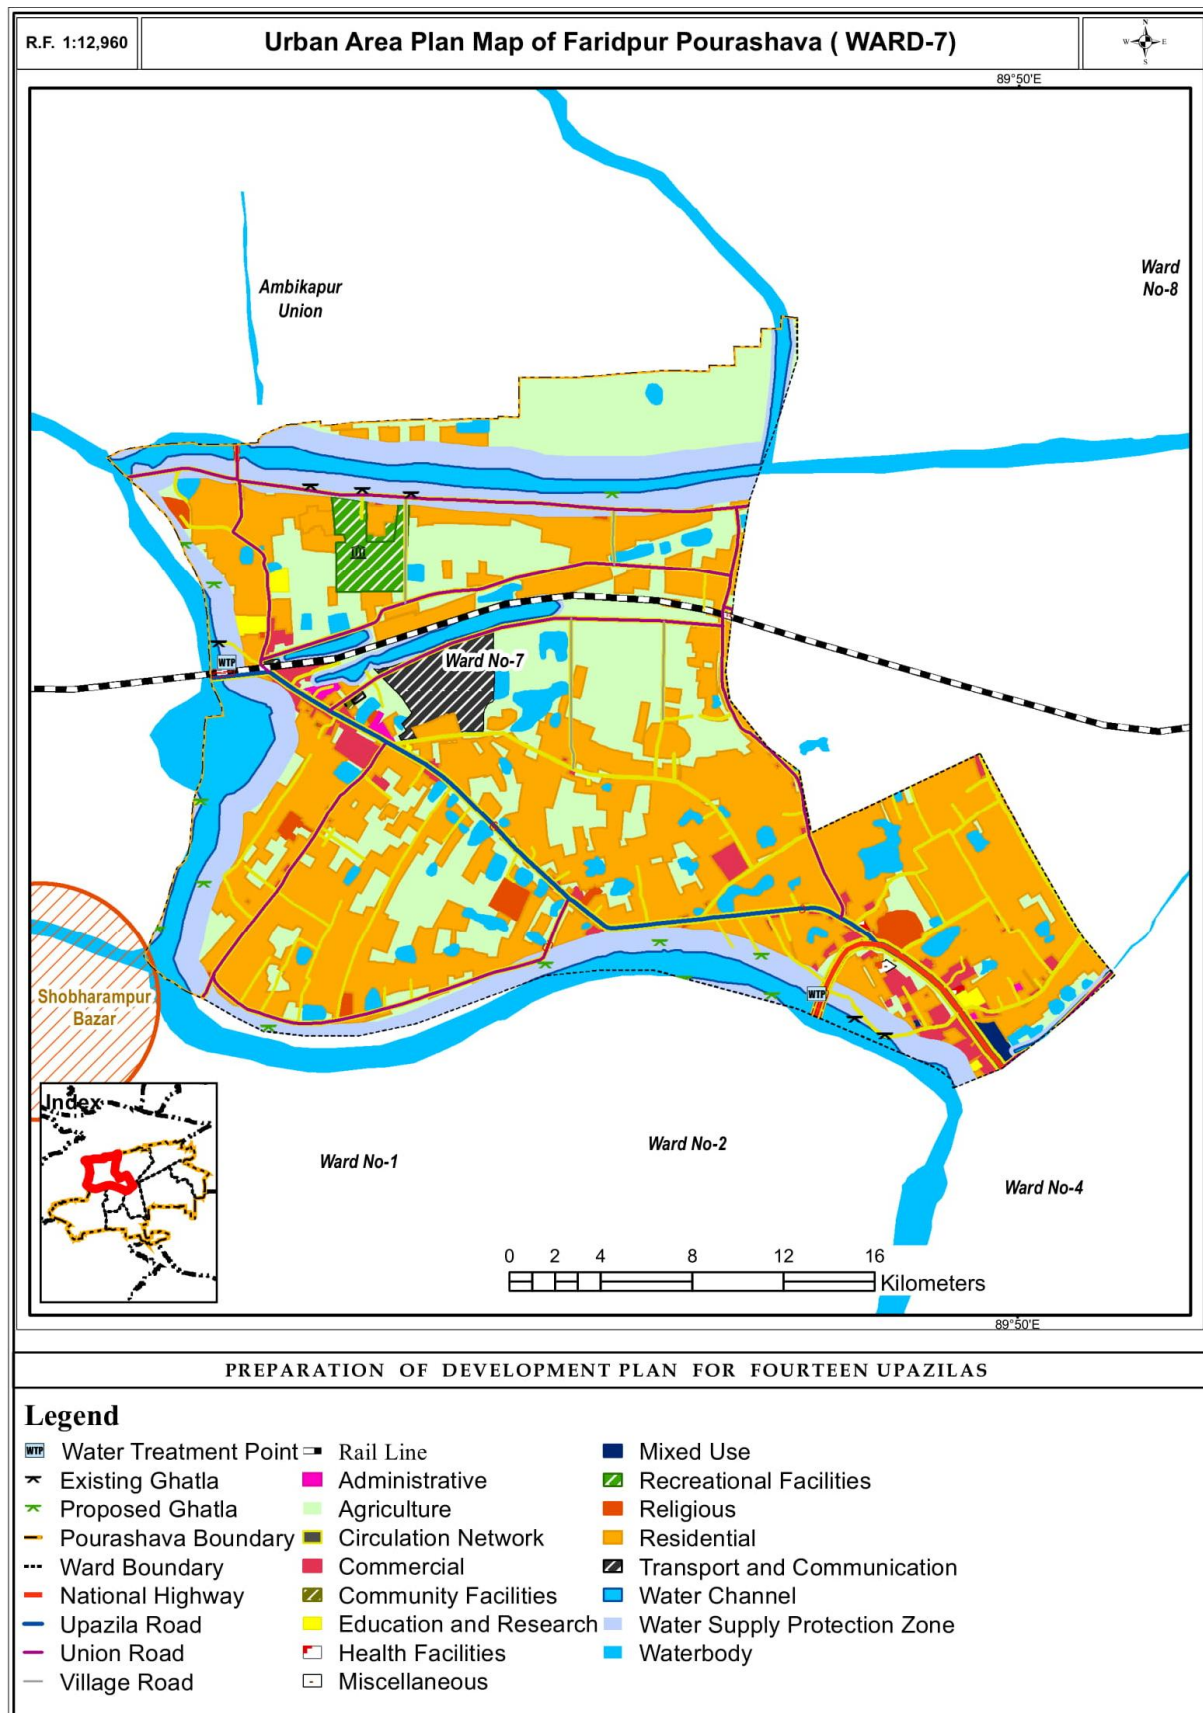 R.F. 1:12,960
Urban Area Plan Map of Faridpur Pourashava ( WARD-7)
N
W E
S
89°50'E
Ward
No-8
Ambikapur
Union
WTP
Ward No-7
WTP
Shobharampur
Bazar
Index
Ward No-1
Ward No-2
Ward No-4
0 2 4 8 12 16
Kilometers
89°50'E
PREPARATION OF DEVELOPMENT PLAN FOR FOURTEEN UPAZILAS
Legend
WTP Water Treatment Point
Existing Ghatla
Proposed Ghatla
Pourashava Boundary
Ward Boundary
National Highway
Upazila Road
Union Road
Village Road
Rail Line
Administrative
Agriculture
Circulation Network
Commercial
Community Facilities
Education and Research
Health Facilities
Miscellaneous
Mixed Use
Recreational Facilities
Religious
Residential
Transport and Communication
Water Channel
Water Supply Protection Zone
Waterbody